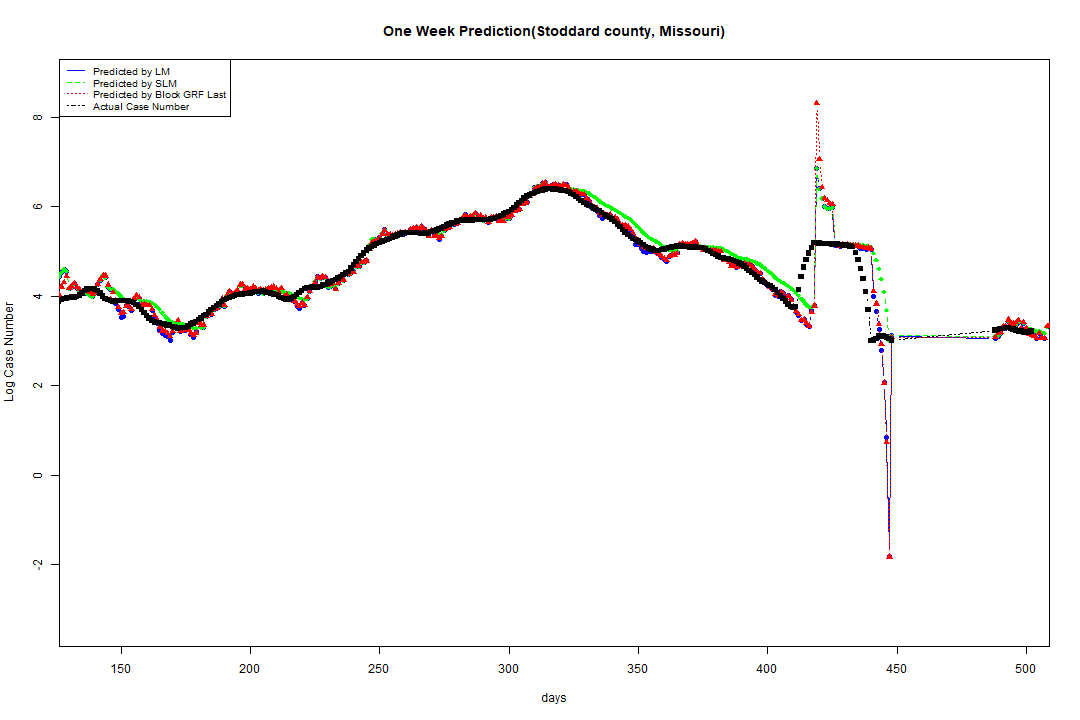 One Week Prediction(Stoddard county, Missouri)
Predicted by LM
Predicted by SLM
Predicted by Block GRF Last
Actual Case Number
Log Case Number
8
6
4
2
0
-2
150 200 250 300 350 400 450 500
days